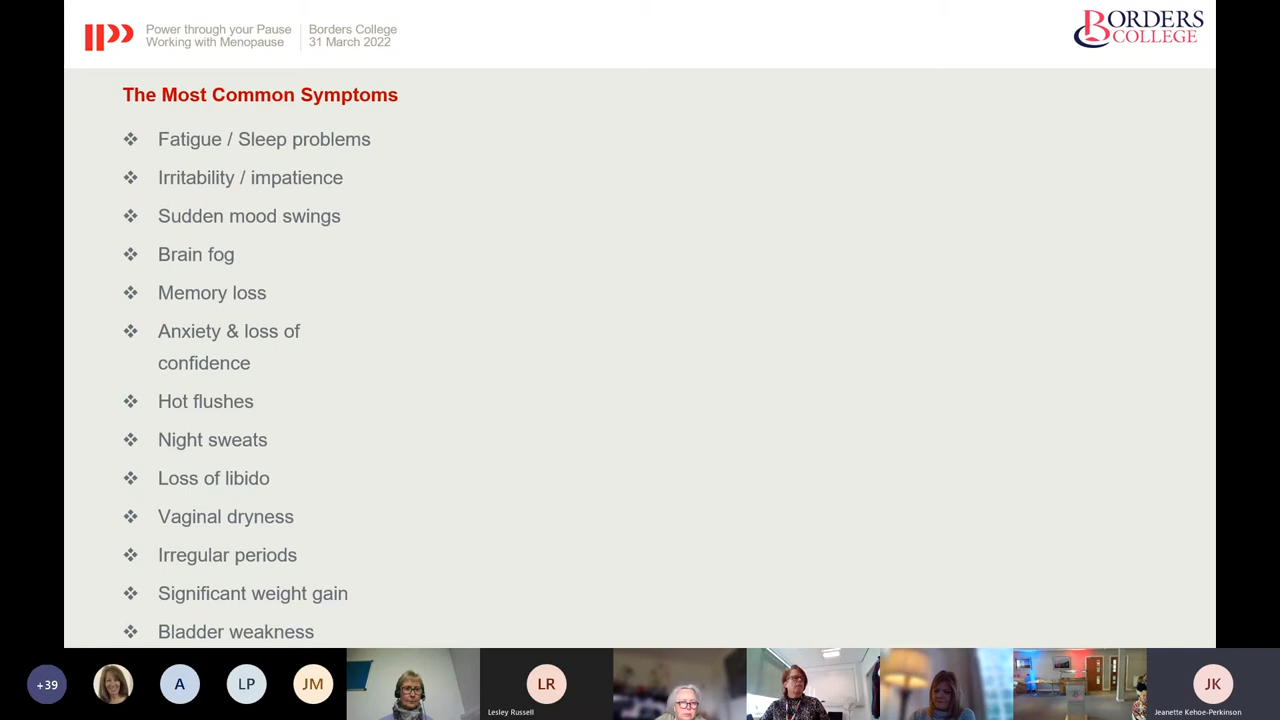 Power through your Pause
Working with Menopause
Borders College
31 March 2022
BORDERS
COLLEGE
The Most Common Symptoms
❖ Fatigue / Sleep problems
❖ Irritability / impatience
❖ Sudden mood swings
❖ Brain fog
❖ Memory loss
❖ Anxiety & loss of
confidence
❖ Hot flushes
❖ Night sweats
❖ Loss of libido
❖ Vaginal dryness
❖ Irregular periods
❖ Significant weight gain
❖ Bladder weakness
+39
A
LP
JM
LR
Lesley Russell
JK
Jeanette Kehoe-Perkinson